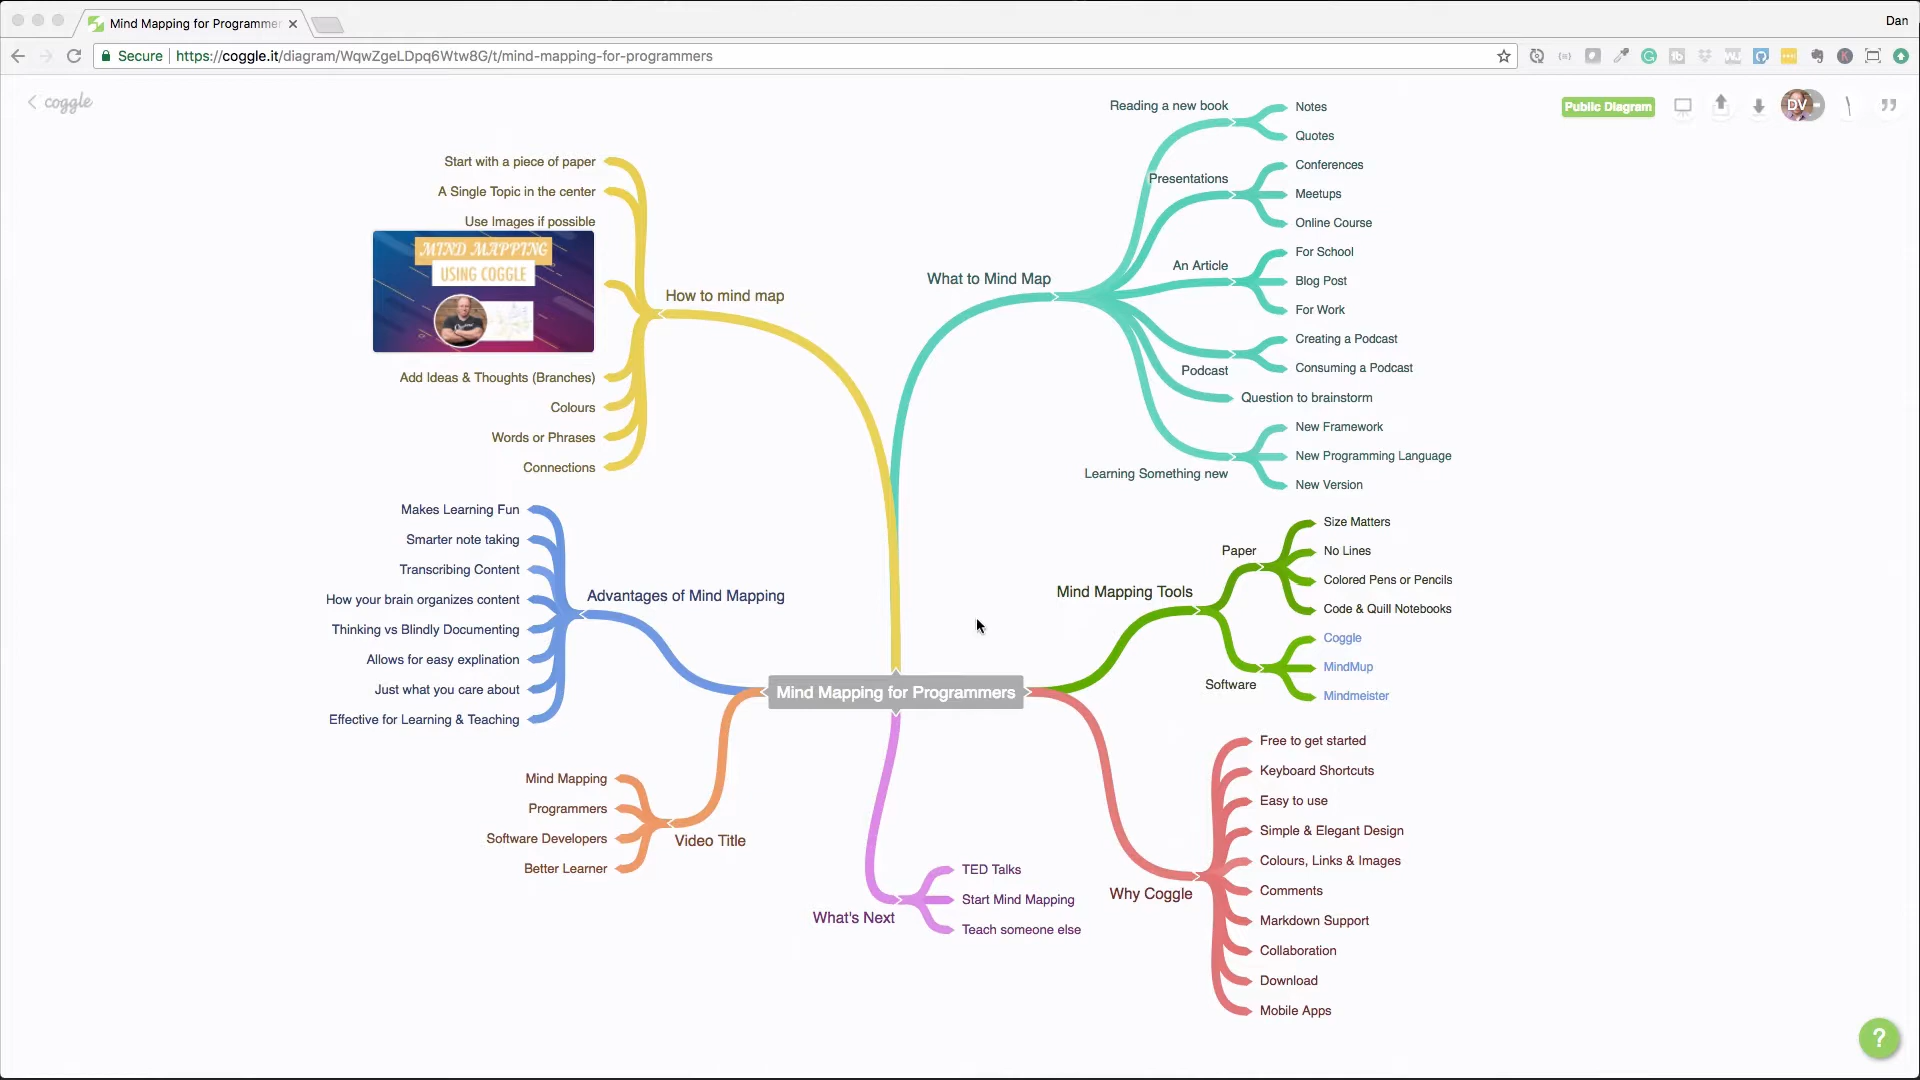 Mind Mapping for Programmer
Dan
Secure
https://coggle.it/diagram/WqwZgeLDpq6Wtw8G/t/mind-mapping-for-programmers
coggle
Public Diagram
DV
Start with a piece of paper
A Single Topic in the center
Use Images if possible
MIND MAPPING
USING COGGLE
How to mind map
Add Ideas & Thoughts (Branches)
Colours
Words or Phrases
Connections
What to Mind Map
Reading a new book
Notes
Quotes
Presentations
Conferences
Meetups
Online Course
An Article
For School
Blog Post
For Work
Podcast
Creating a Podcast
Consuming a Podcast
Question to brainstorm
Learning Something new
New Framework
New Programming Language
New Version
Makes Learning Fun
Smarter note taking
Transcribing Content
How your brain organizes content
Thinking vs Blindly Documenting
Allows for easy explination
Just what you care about
Effective for Learning & Teaching
Advantages of Mind Mapping
Mind Mapping Tools
Paper
Size Matters
No Lines
Colored Pens or Pencils
Code & Quill Notebooks
Software
Coggle
MindMup
Mindmeister
Mind Mapping for Programmers
Mind Mapping
Programmers
Software Developers
Better Learner
Video Title
What's Next
TED Talks
Start Mind Mapping
Teach someone else
Why Coggle
Free to get started
Keyboard Shortcuts
Easy to use
Simple & Elegant Design
Colours, Links & Images
Comments
Markdown Support
Collaboration
Download
Mobile Apps
?